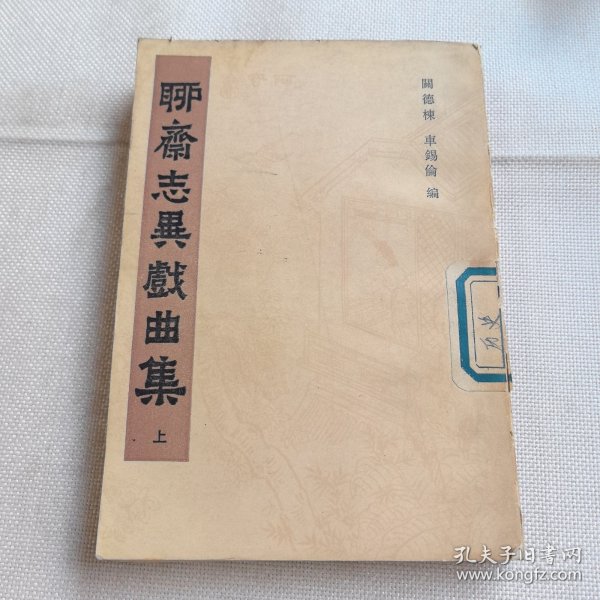 聊齋志異戲曲集
上
關德棟 車錫倫 編
孔夫子旧书网
www.kongfz.com